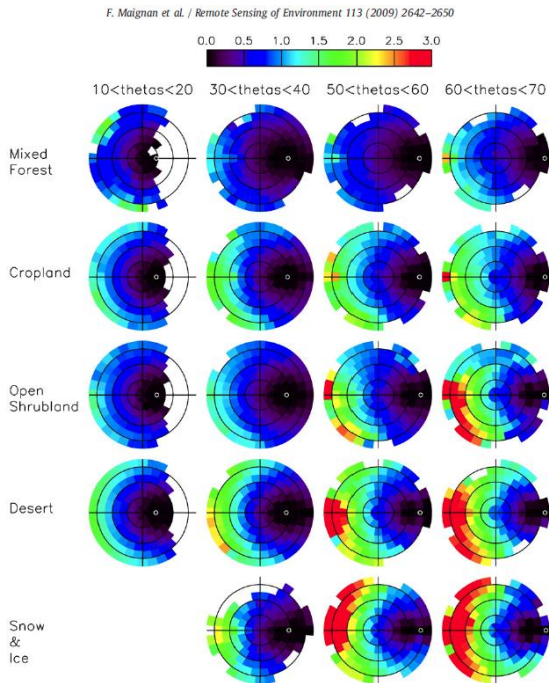 F. Maignan et al. / Remote Sensing of Environment 113 (2009) 2642–2650
0.0 0.5 1.0 1.5 2.0 2.5 3.0
10<thetas<20 30<thetas<40 50<thetas<60 60<thetas<70
Mixed
Forest
Cropland
Open
Shrubland
Desert
Snow
&
Ice